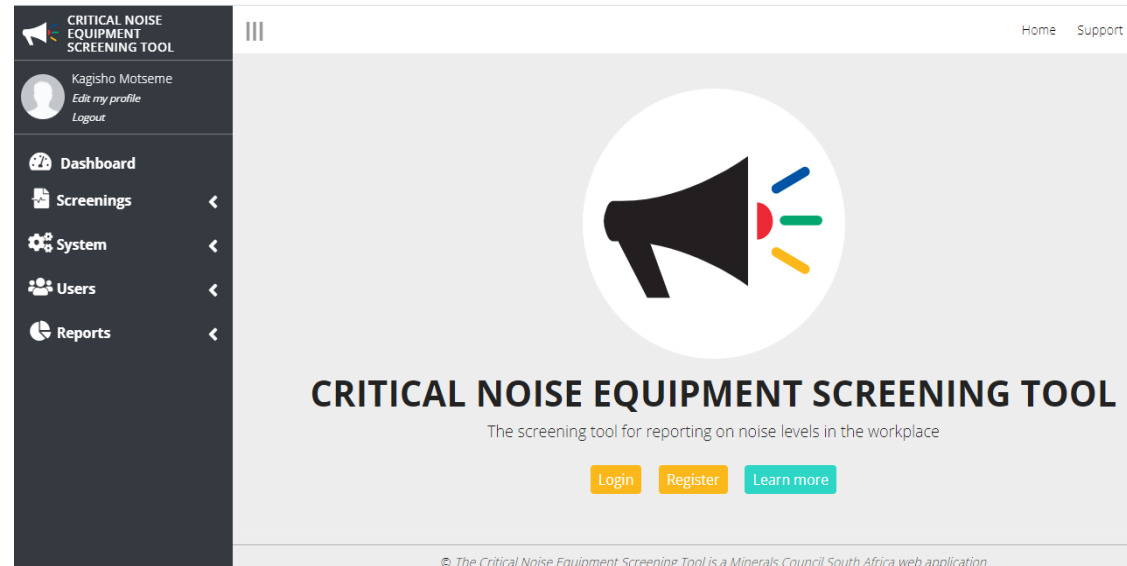 CRITICAL NOISE
EQUIPMENT
SCREENING TOOL
Home Support
Kagisho Motseme
Edit my profile
Logout
Dashboard
Screenings
System
Users
Reports
CRITICAL NOISE EQUIPMENT SCREENING TOOL
The screening tool for reporting on noise levels in the workplace
Login Register Learn more
© The Critical Noise Equipment Screening Tool is a Minerals Council South Africa web application